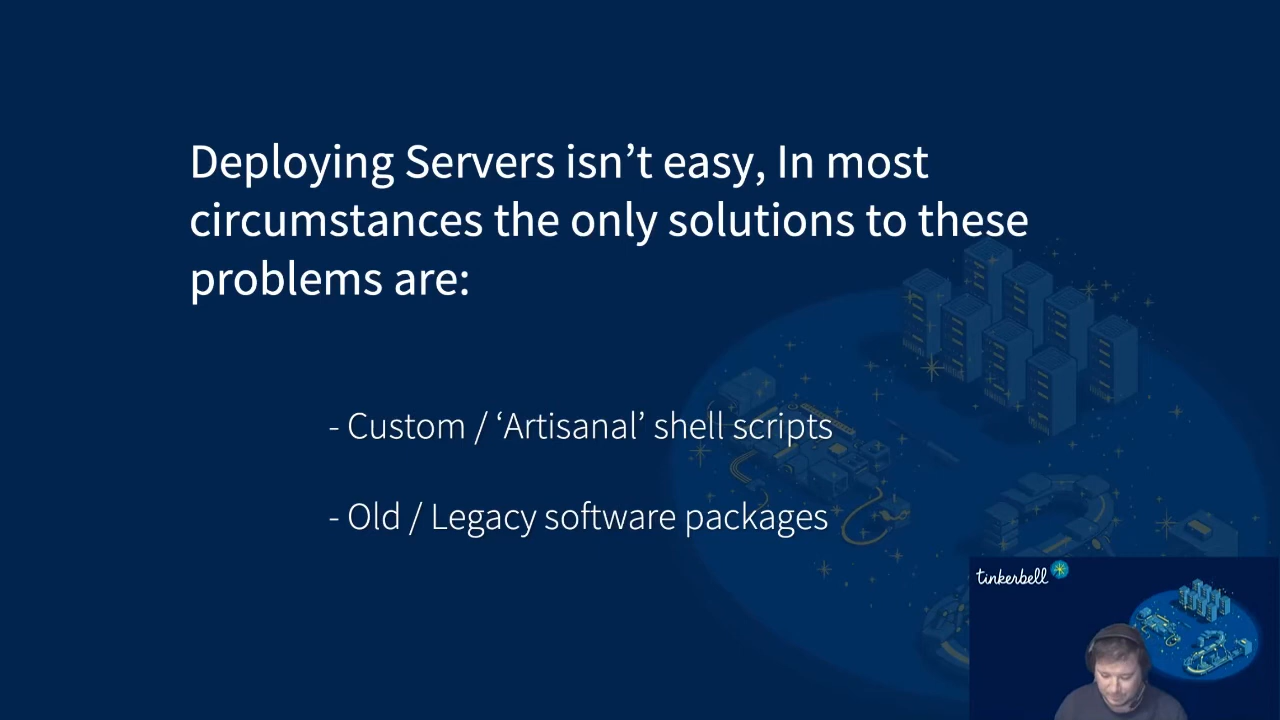 Deploying Servers isn’t easy, In most
circumstances the only solutions to these
problems are:
- Custom / ‘Artisanal’ shell scripts
- Old / Legacy software packages
tinkerbell